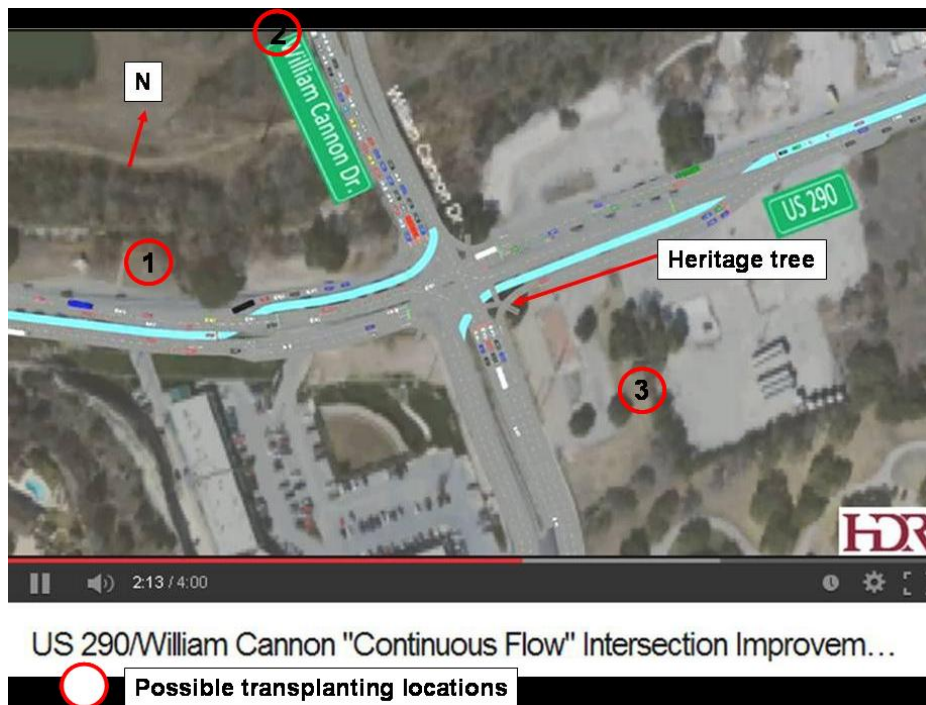 2
N
William Cannon Dr.
William Cannon Dr
US 290
1
Heritage tree
3
HDR
2:13 / 4:00
US 290/William Cannon "Continuous Flow" Intersection Improvem…
Possible transplanting locations